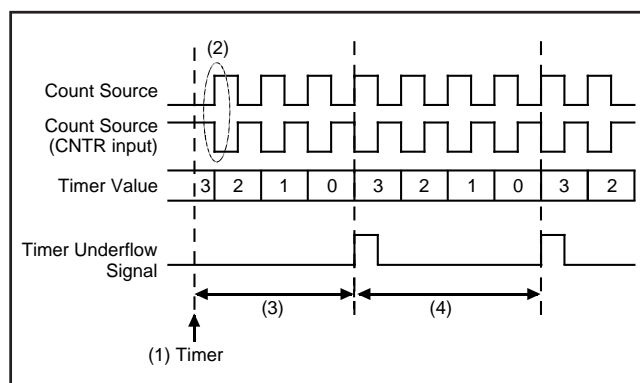 (2)
Count Source
Count Source
(CNTR input)
Timer Value 3 2 1 0 3 2 1 0 3 2
Timer Underflow
Signal
(3) (4)
(1) Timer